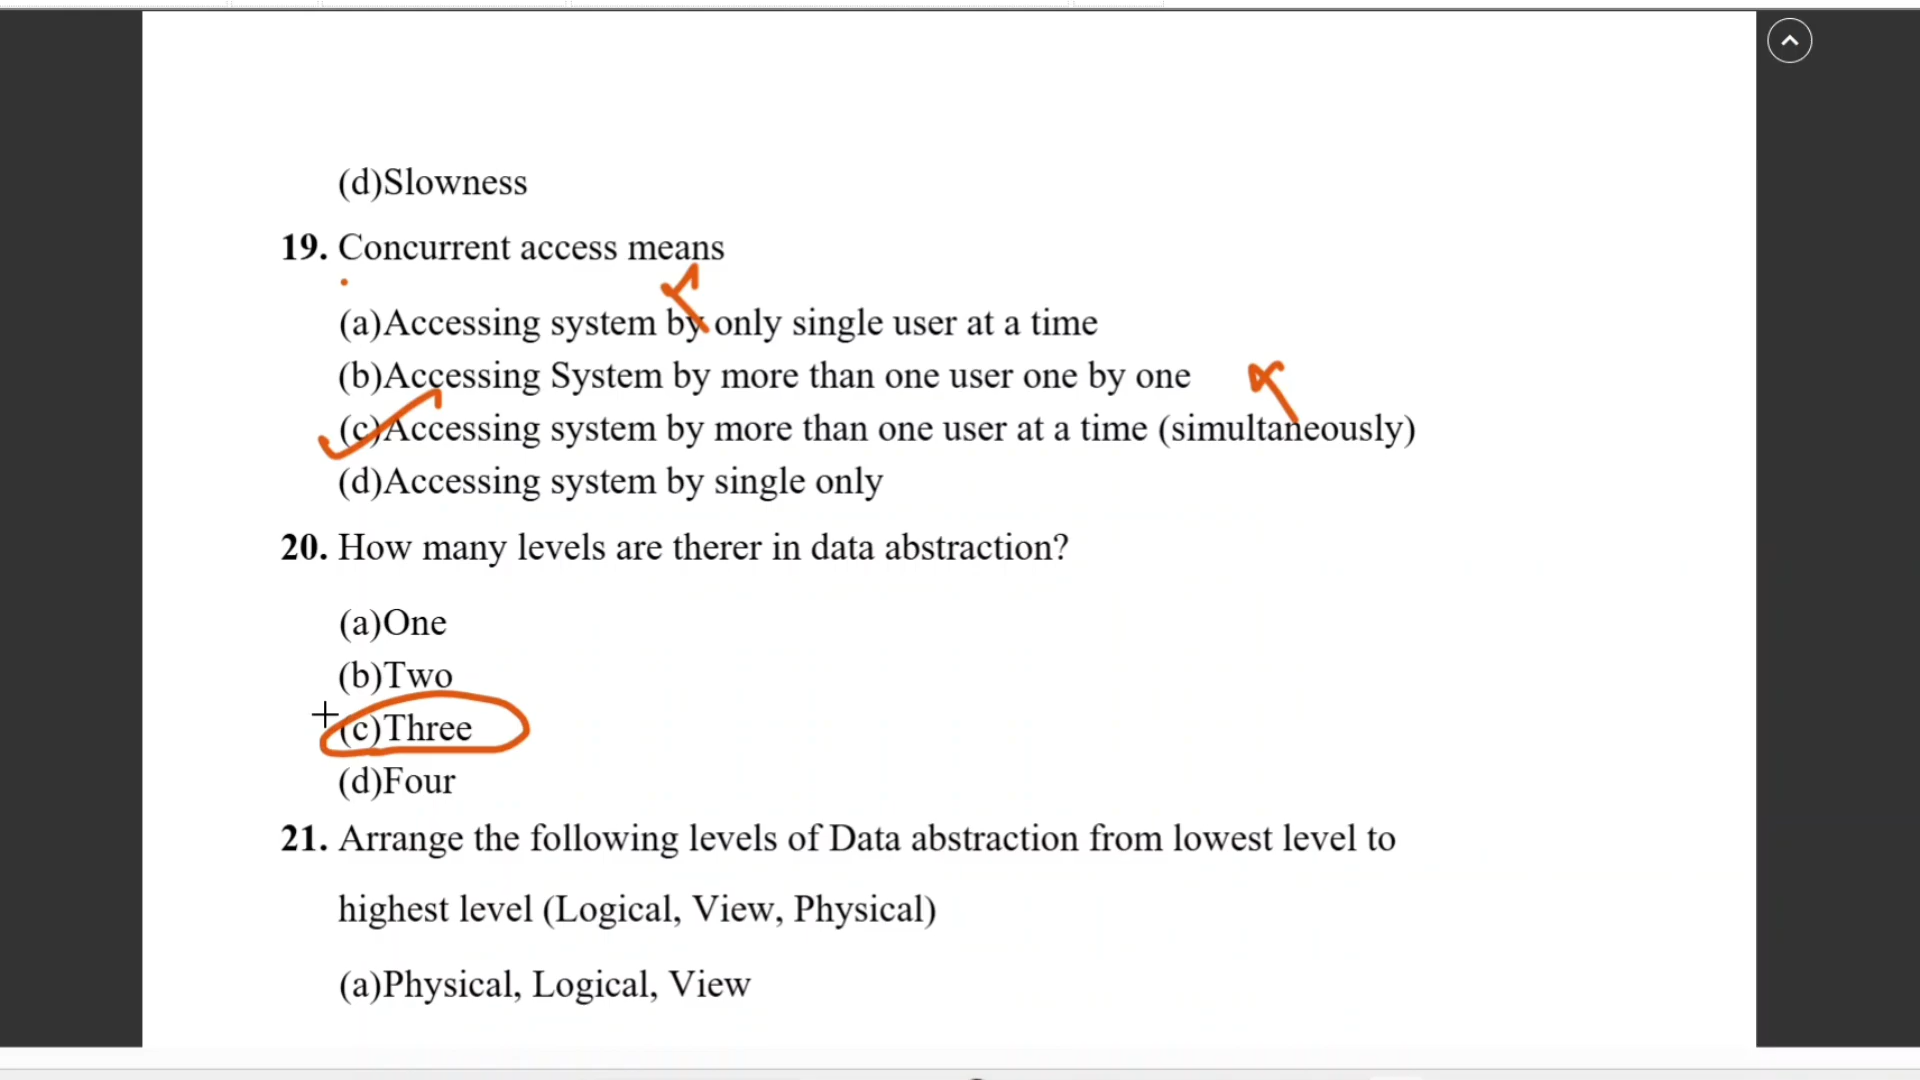 (d)Slowness
19. Concurrent access means
(a)Accessing system by only single user at a time
(b)Accessing System by more than one user one by one
(c)Accessing system by more than one user at a time (simultaneously)
(d)Accessing system by single only
20. How many levels are therer in data abstraction?
(a)One
(b)Two
(c)Three
(d)Four
21. Arrange the following levels of Data abstraction from lowest level to
highest level (Logical, View, Physical)
(a)Physical, Logical, View